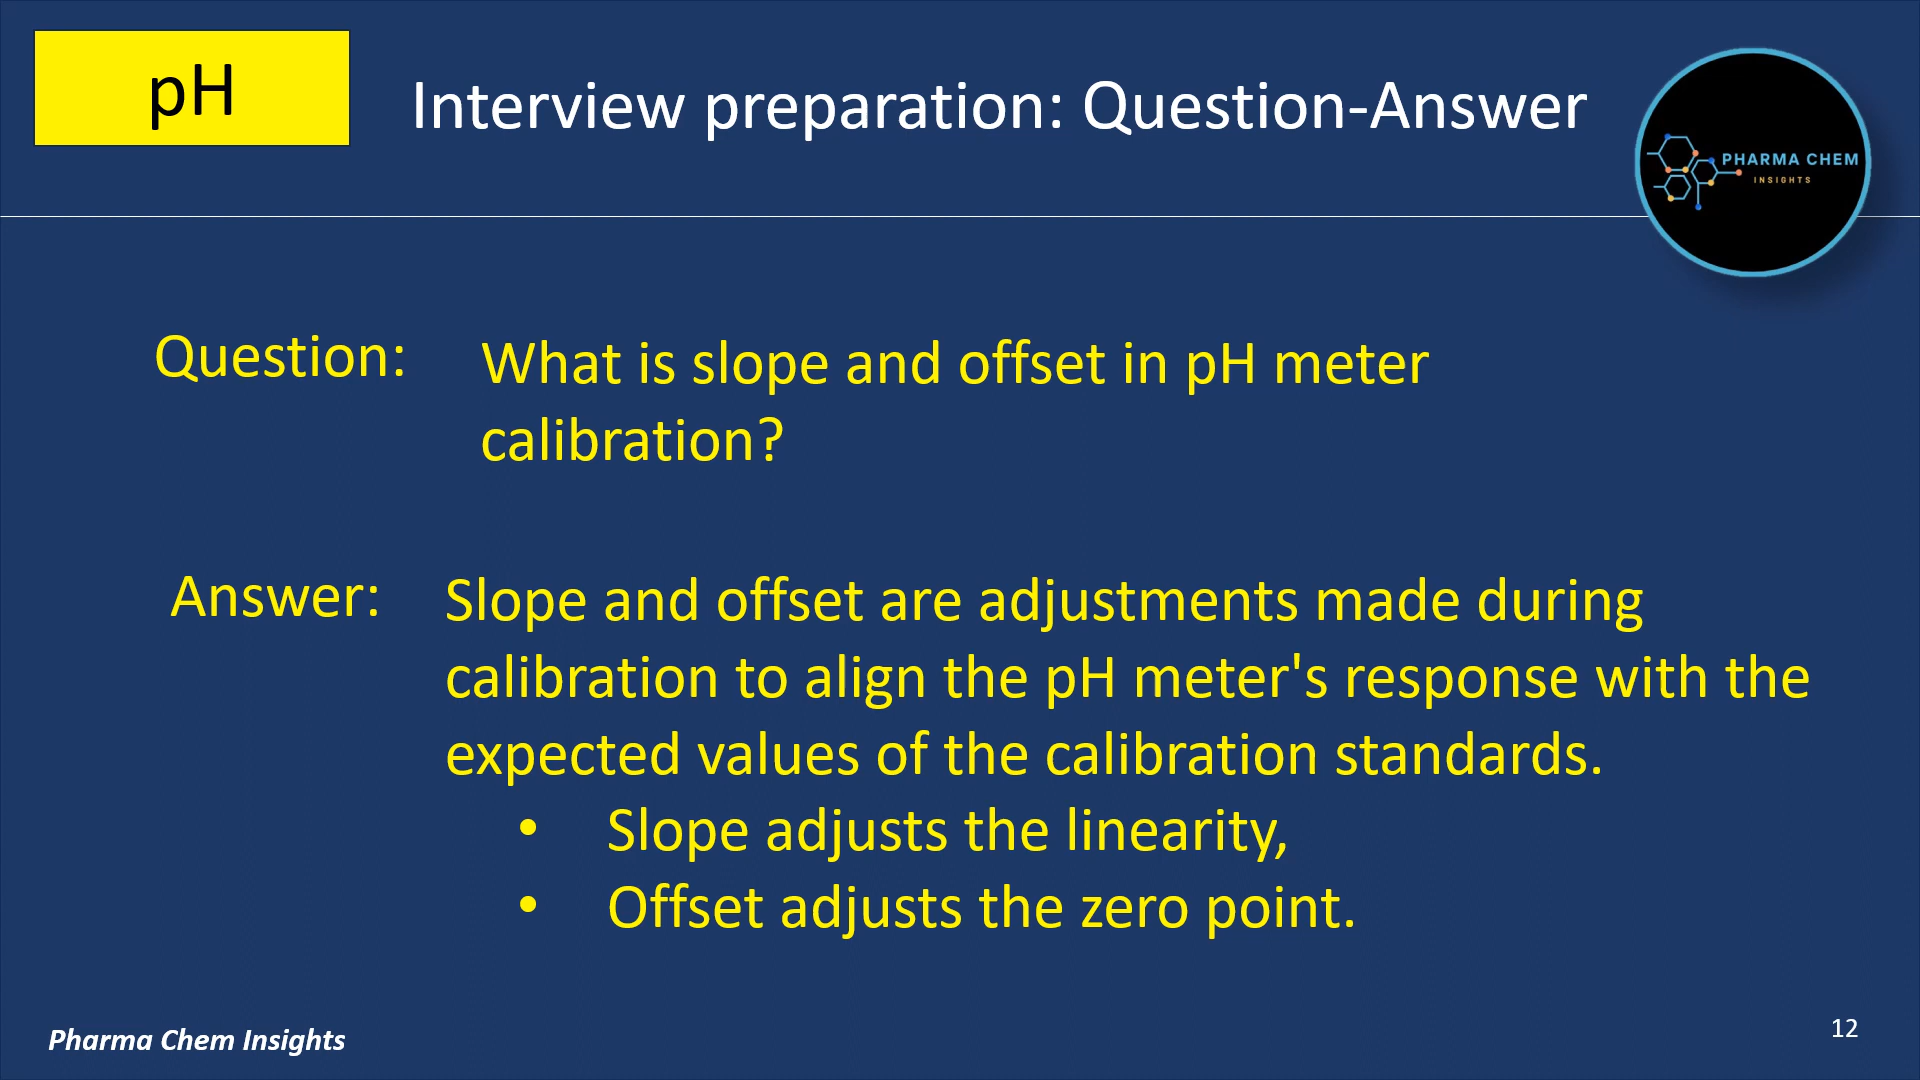 pH
Interview preparation: Question-Answer
PHARMA CHEM
INSIGHTS
Question:
What is slope and offset in pH meter
calibration?
Answer:
Slope and offset are adjustments made during
calibration to align the pH meter's response with the
expected values of the calibration standards.
• Slope adjusts the linearity,
• Offset adjusts the zero point.
Pharma Chem Insights
12